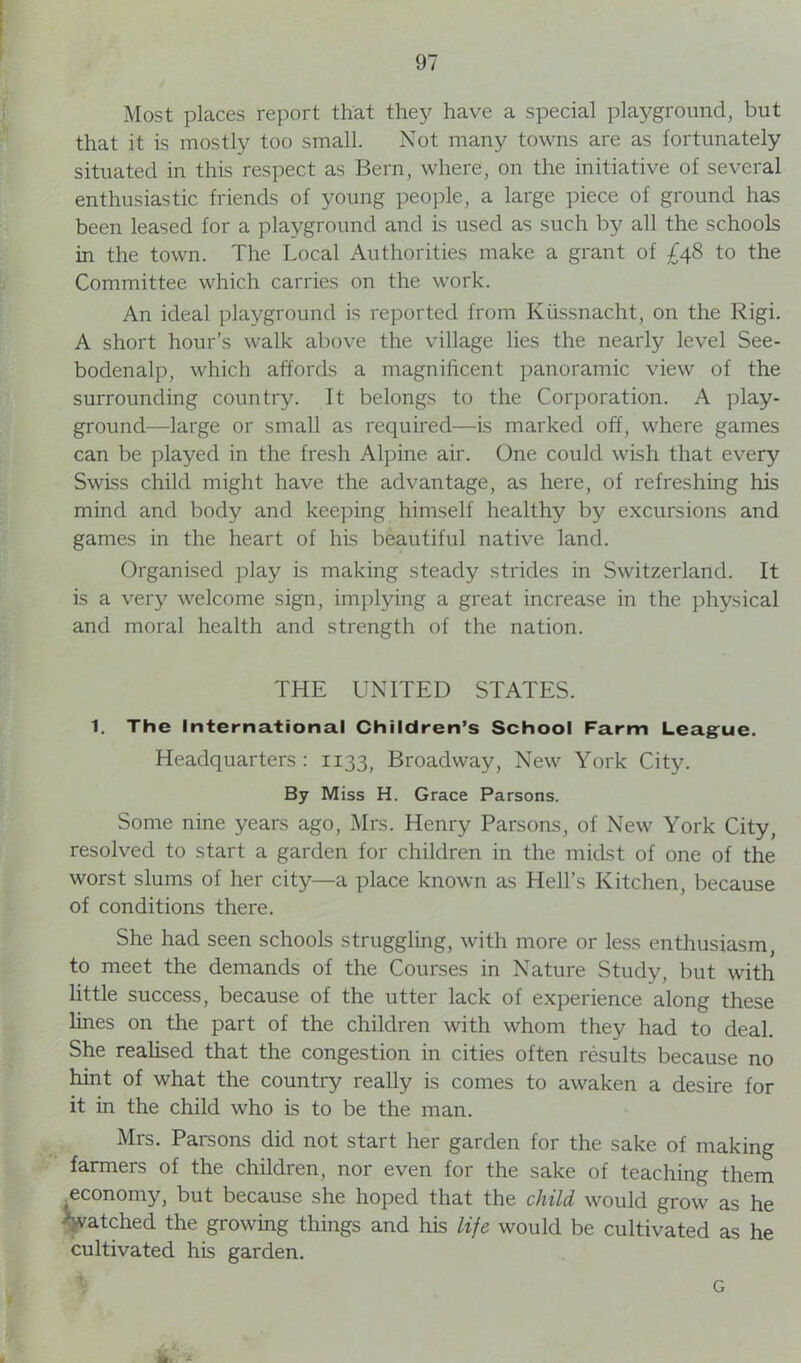 97
Most places report that they have a special playground, but
that it is mostly too small. Not many towns are as fortunately
situated in this respect as Bern, where, on the initiative of several
enthusiastic friends of young people, a large piece of ground has
been leased for a playground and is used as such by all the schools
in the town. The Local Authorities make a grant of £48 to the
Committee which carries on the work.
An ideal playground is reported from Küssnacht, on the Rigi.
A short hour's walk above the village lies the nearly level See-
bodenalp, which affords a magnificent panoramic view of the
surrounding country. It belongs to the Corporation. A play-
ground—large or small as required—is marked off, where games
can be played in the fresh Alpine air. One could wish that every
Swiss child might have the advantage, as here, of refreshing his
mind and body and keeping himself healthy by excursions and
games in the heart of his beautiful native land.
Organised play is making steady strides in Switzerland. It
is a very welcome sign, implying a great increase in the physical
and moral health and strength of the nation.
THE UNITED STATES.
1. The International Children's School Farm League.
Headquarters: 1133, Broadway, New York City.
By Miss H. Grace Parsons.
Some nine years ago, Mrs. Henry Parsons, of New York City,
resolved to start a garden for children in the midst of one of the
worst slums of her city—a place known as Hell's Kitchen, because
of conditions there.
She had seen schools struggling, with more or less enthusiasm,
to meet the demands of the Courses in Nature Study, but with
little success, because of the utter lack of experience along these
lines on the part of the children with whom they had to deal.
She realised that the congestion in cities often results because no
hint of what the country really is comes to awaken a desire for
it in the child who is to be the man.
Mrs. Parsons did not start her garden for the sake of making
farmers of the children, nor even for the sake of teaching them
economy, but because she hoped that the child would grow as he
watched the growing things and his life would be cultivated as he
cultivated his garden.
G